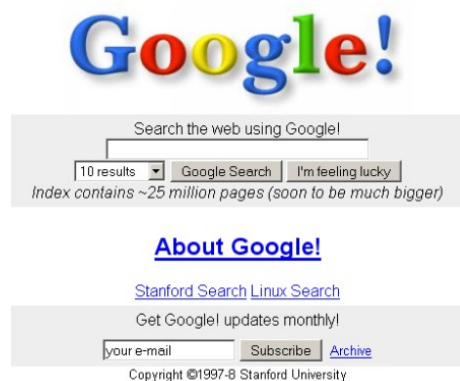 Google!
Search the web using Google!
10 results Google Search I'm feeling lucky
Index contains ~25 million pages (soon to be much bigger)
About Google!
Stanford Search Linux Search
Get Google! updates monthly!
your e-mail Subscribe Archive
Copyright ©1997-8 Stanford University